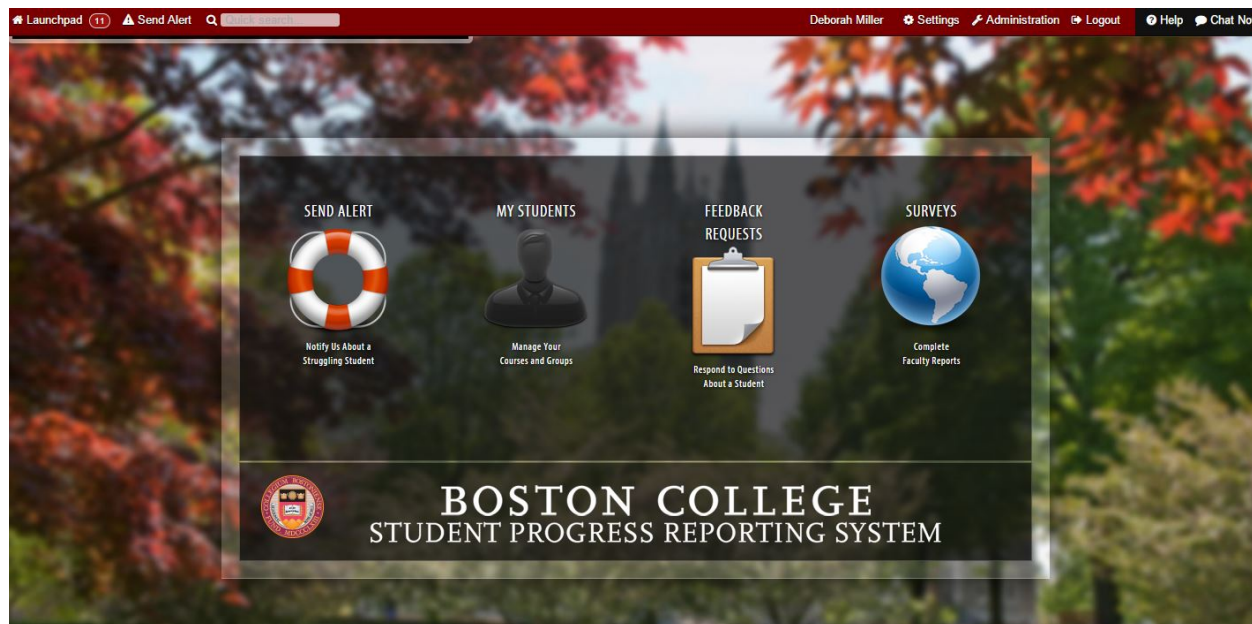 Launchpad 11 Send Alert Quick search... Deborah Miller Settings Administration Logout Help Chat No
SEND ALERT
Notify Us About a
Struggling Student
MY STUDENTS
Manage Your
Courses and Groups
FEEDBACK
REQUESTS
Respond to Questions
About a Student
SURVEYS
Complete
Faculty Reports
BOSTON COLLEGE
STUDENT PROGRESS REPORTING SYSTEM